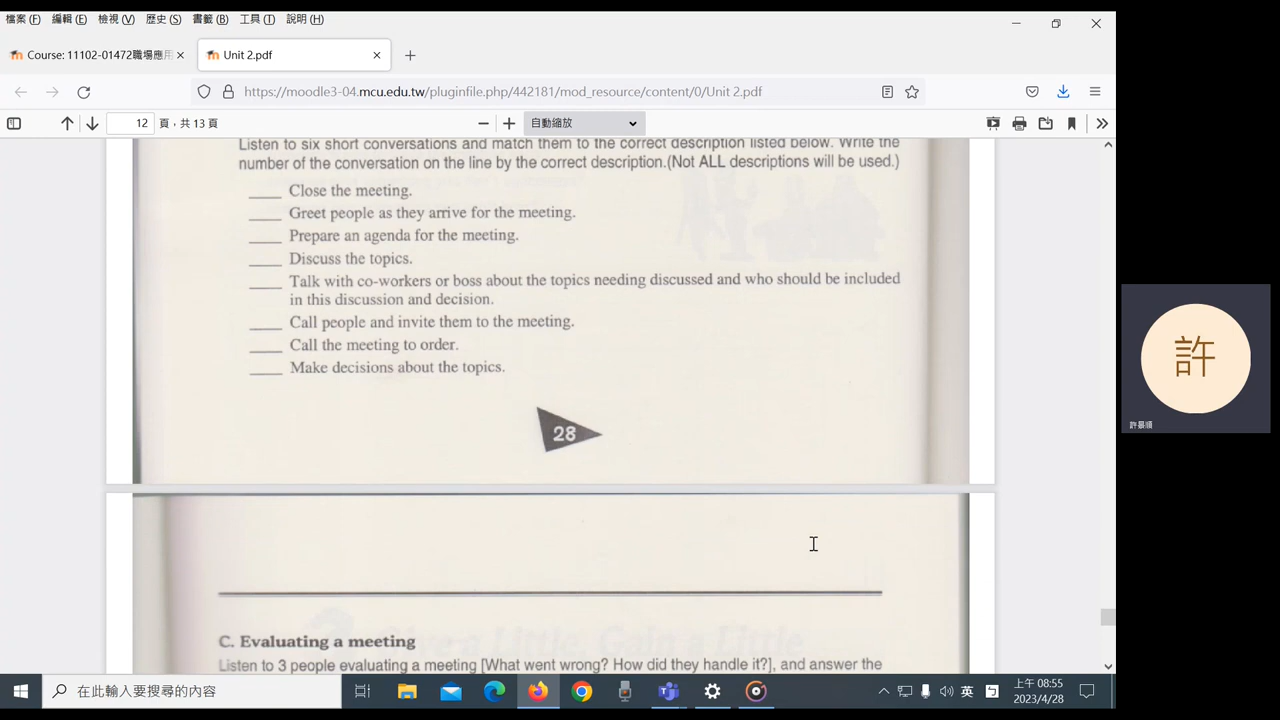 檔案 (F) 編輯 (E) 檢視 (V) 歷史 (S) 書籤 (B) 工具 (T) 說明 (H)
Course: 11102-01472職場應用
Unit 2.pdf
https://moodle3-04.mcu.edu.tw/pluginfile.php/442181/mod_resource/content/0/Unit 2.pdf
12 頁，共 13 頁
自動縮放
Listen to six short conversations and match them to the correct description listed below. Write the
number of the conversation on the line by the correct description.(Not ALL descriptions will be used.)
____ Close the meeting.
____ Greet people as they arrive for the meeting.
____ Prepare an agenda for the meeting.
____ Discuss the topics.
____ Talk with co-workers or boss about the topics needing discussed and who should be included
in this discussion and decision.
____ Call people and invite them to the meeting.
____ Call the meeting to order.
____ Make decisions about the topics.
28
C. Evaluating a meeting
Listen to 3 people evaluating a meeting [What went wrong? How did they handle it?], and answer the
許
許景順
在此輸入要搜尋的內容
英
上午 08:55
2023/4/28